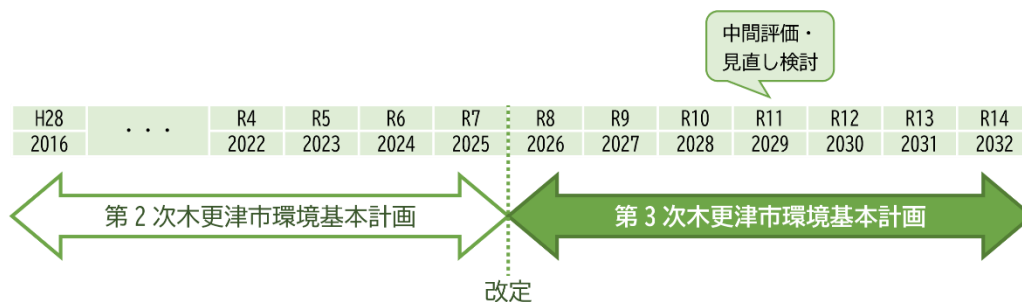 中間評価・
見直し検討
H28 ・・・ R4 R5 R6 R7 R8 R9 R10 R11 R12 R13 R14
2016 2022 2023 2024 2025 2026 2027 2028 2029 2030 2031 2032
第2次木更津市環境基本計画 第3次木更津市環境基本計画
改定